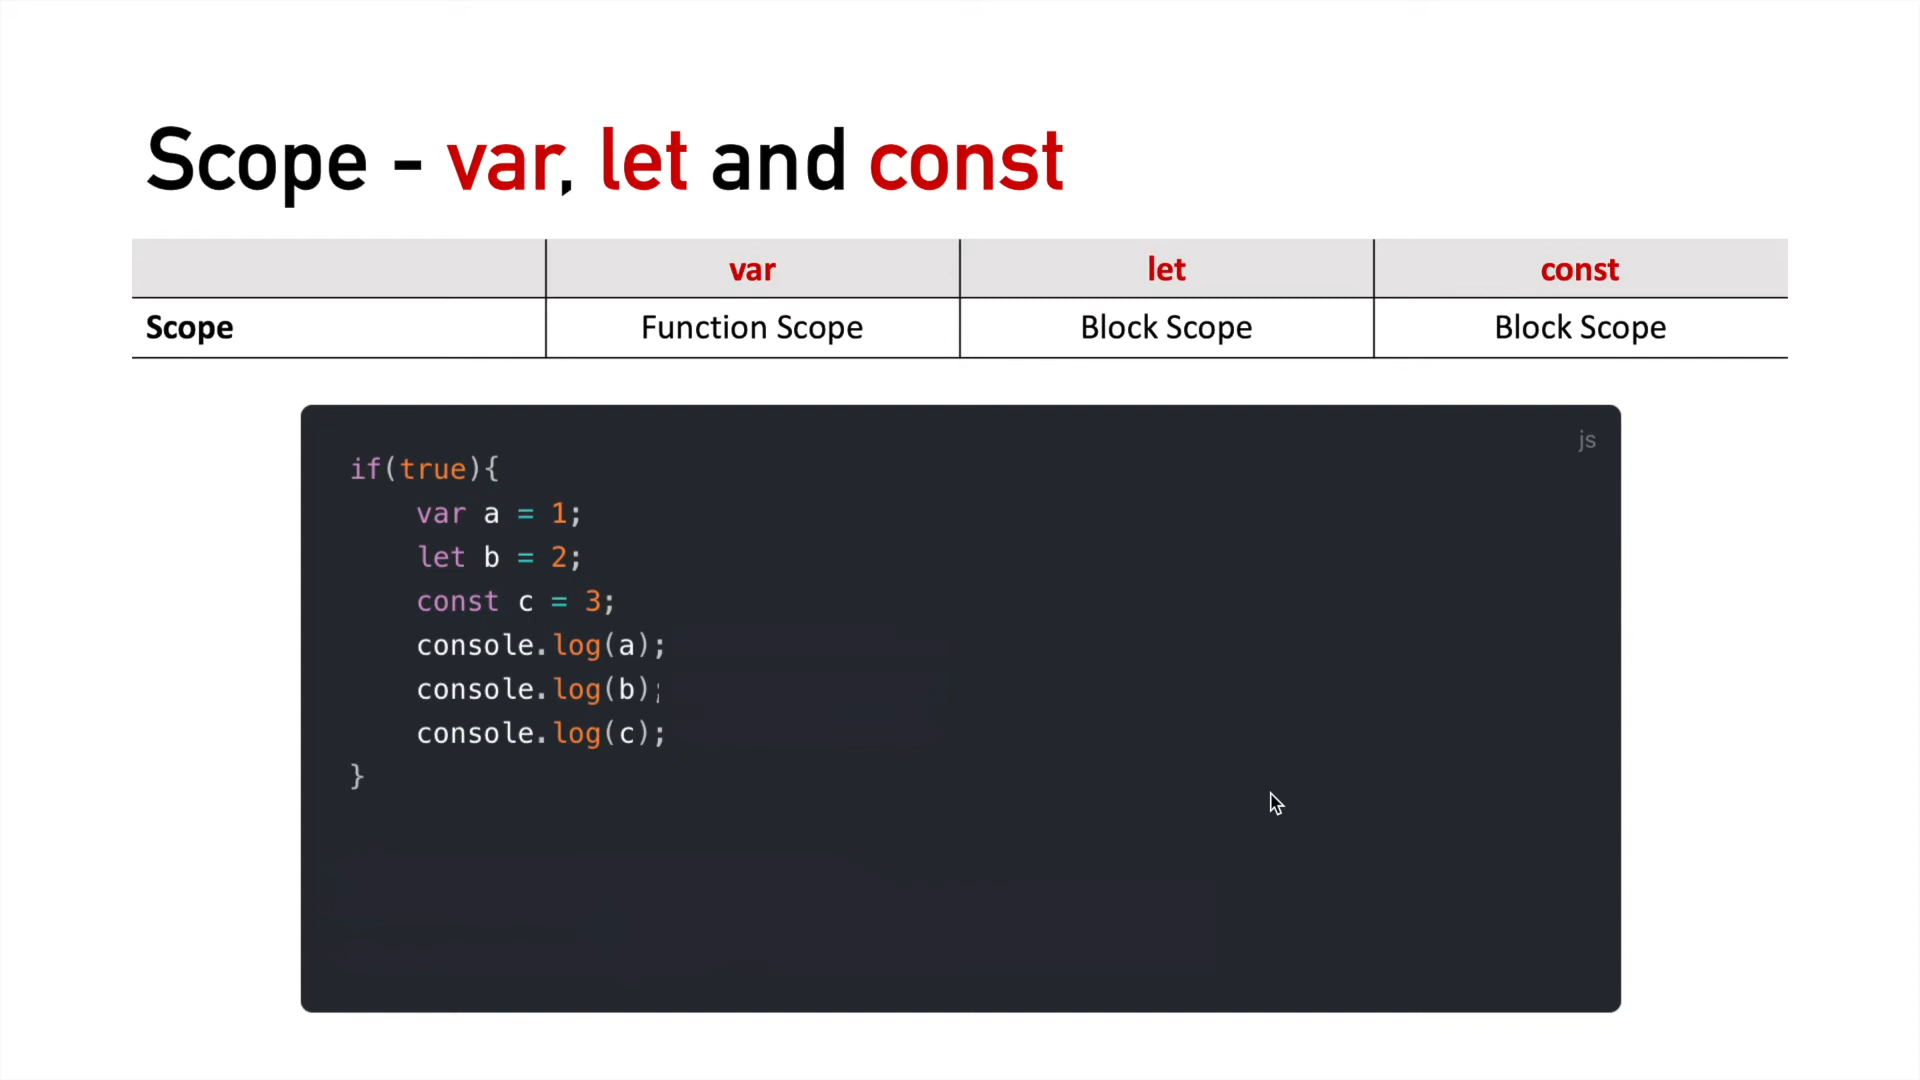 Scope - var, let and const
var let const
Scope Function Scope Block Scope Block Scope
js
if(true){
    var a = 1;
    let b = 2;
    const c = 3;
    console.log(a);
    console.log(b);
    console.log(c);
}